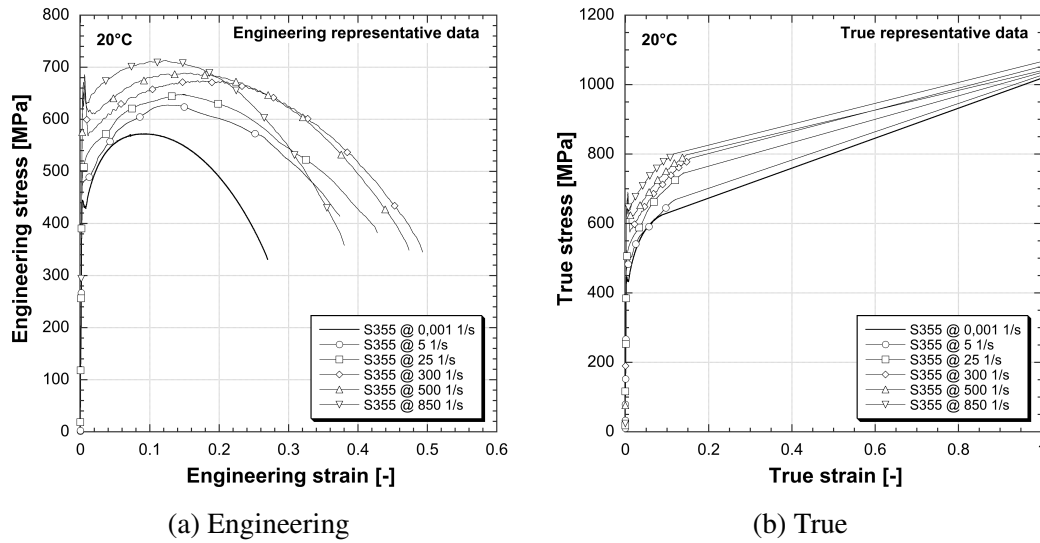 800
700
600
500
400
300
200
100
0
Engineering stress [MPa]
20°C
Engineering representative data
S355 @ 0,001 1/s
S355 @ 5 1/s
S355 @ 25 1/s
S355 @ 300 1/s
S355 @ 500 1/s
S355 @ 850 1/s
0 0.1 0.2 0.3 0.4 0.5 0.6
Engineering strain [-]
(a) Engineering
1200
1000
800
600
400
200
0
True stress [MPa]
20°C
True representative data
S355 @ 0,001 1/s
S355 @ 5 1/s
S355 @ 25 1/s
S355 @ 300 1/s
S355 @ 500 1/s
S355 @ 850 1/s
0 0.2 0.4 0.6 0.8
True strain [-]
(b) True